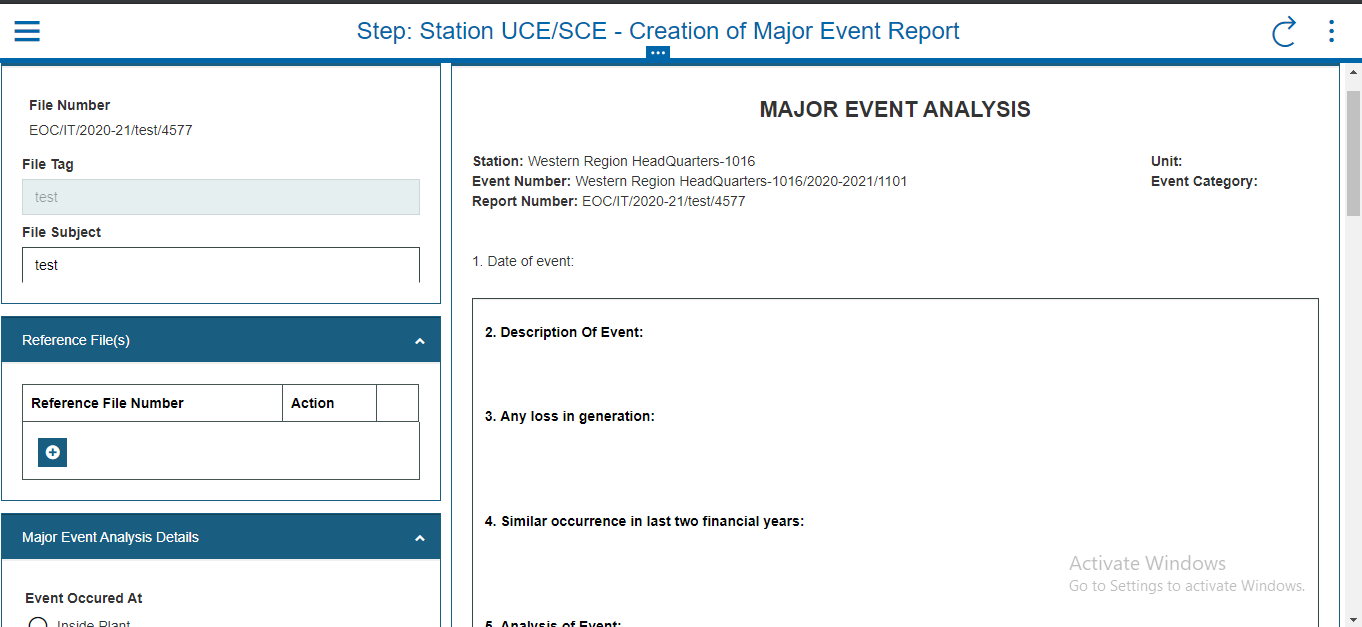 Step: Station UCE/SCE - Creation of Major Event Report
File Number
EOC/IT/2020-21/test/4577
File Tag
test
File Subject
test
Reference File(s)
Reference File Number Action
Major Event Analysis Details
Event Occured At
Inside Plant
MAJOR EVENT ANALYSIS
Station: Western Region HeadQuarters-1016
Event Number: Western Region HeadQuarters-1016/2020-2021/1101
Report Number: EOC/IT/2020-21/test/4577
Unit:
Event Category:
1. Date of event:
2. Description Of Event:
3. Any loss in generation:
4. Similar occurrence in last two financial years:
5. Analysis of Event:
Activate Windows
Go to Settings to activate Windows.